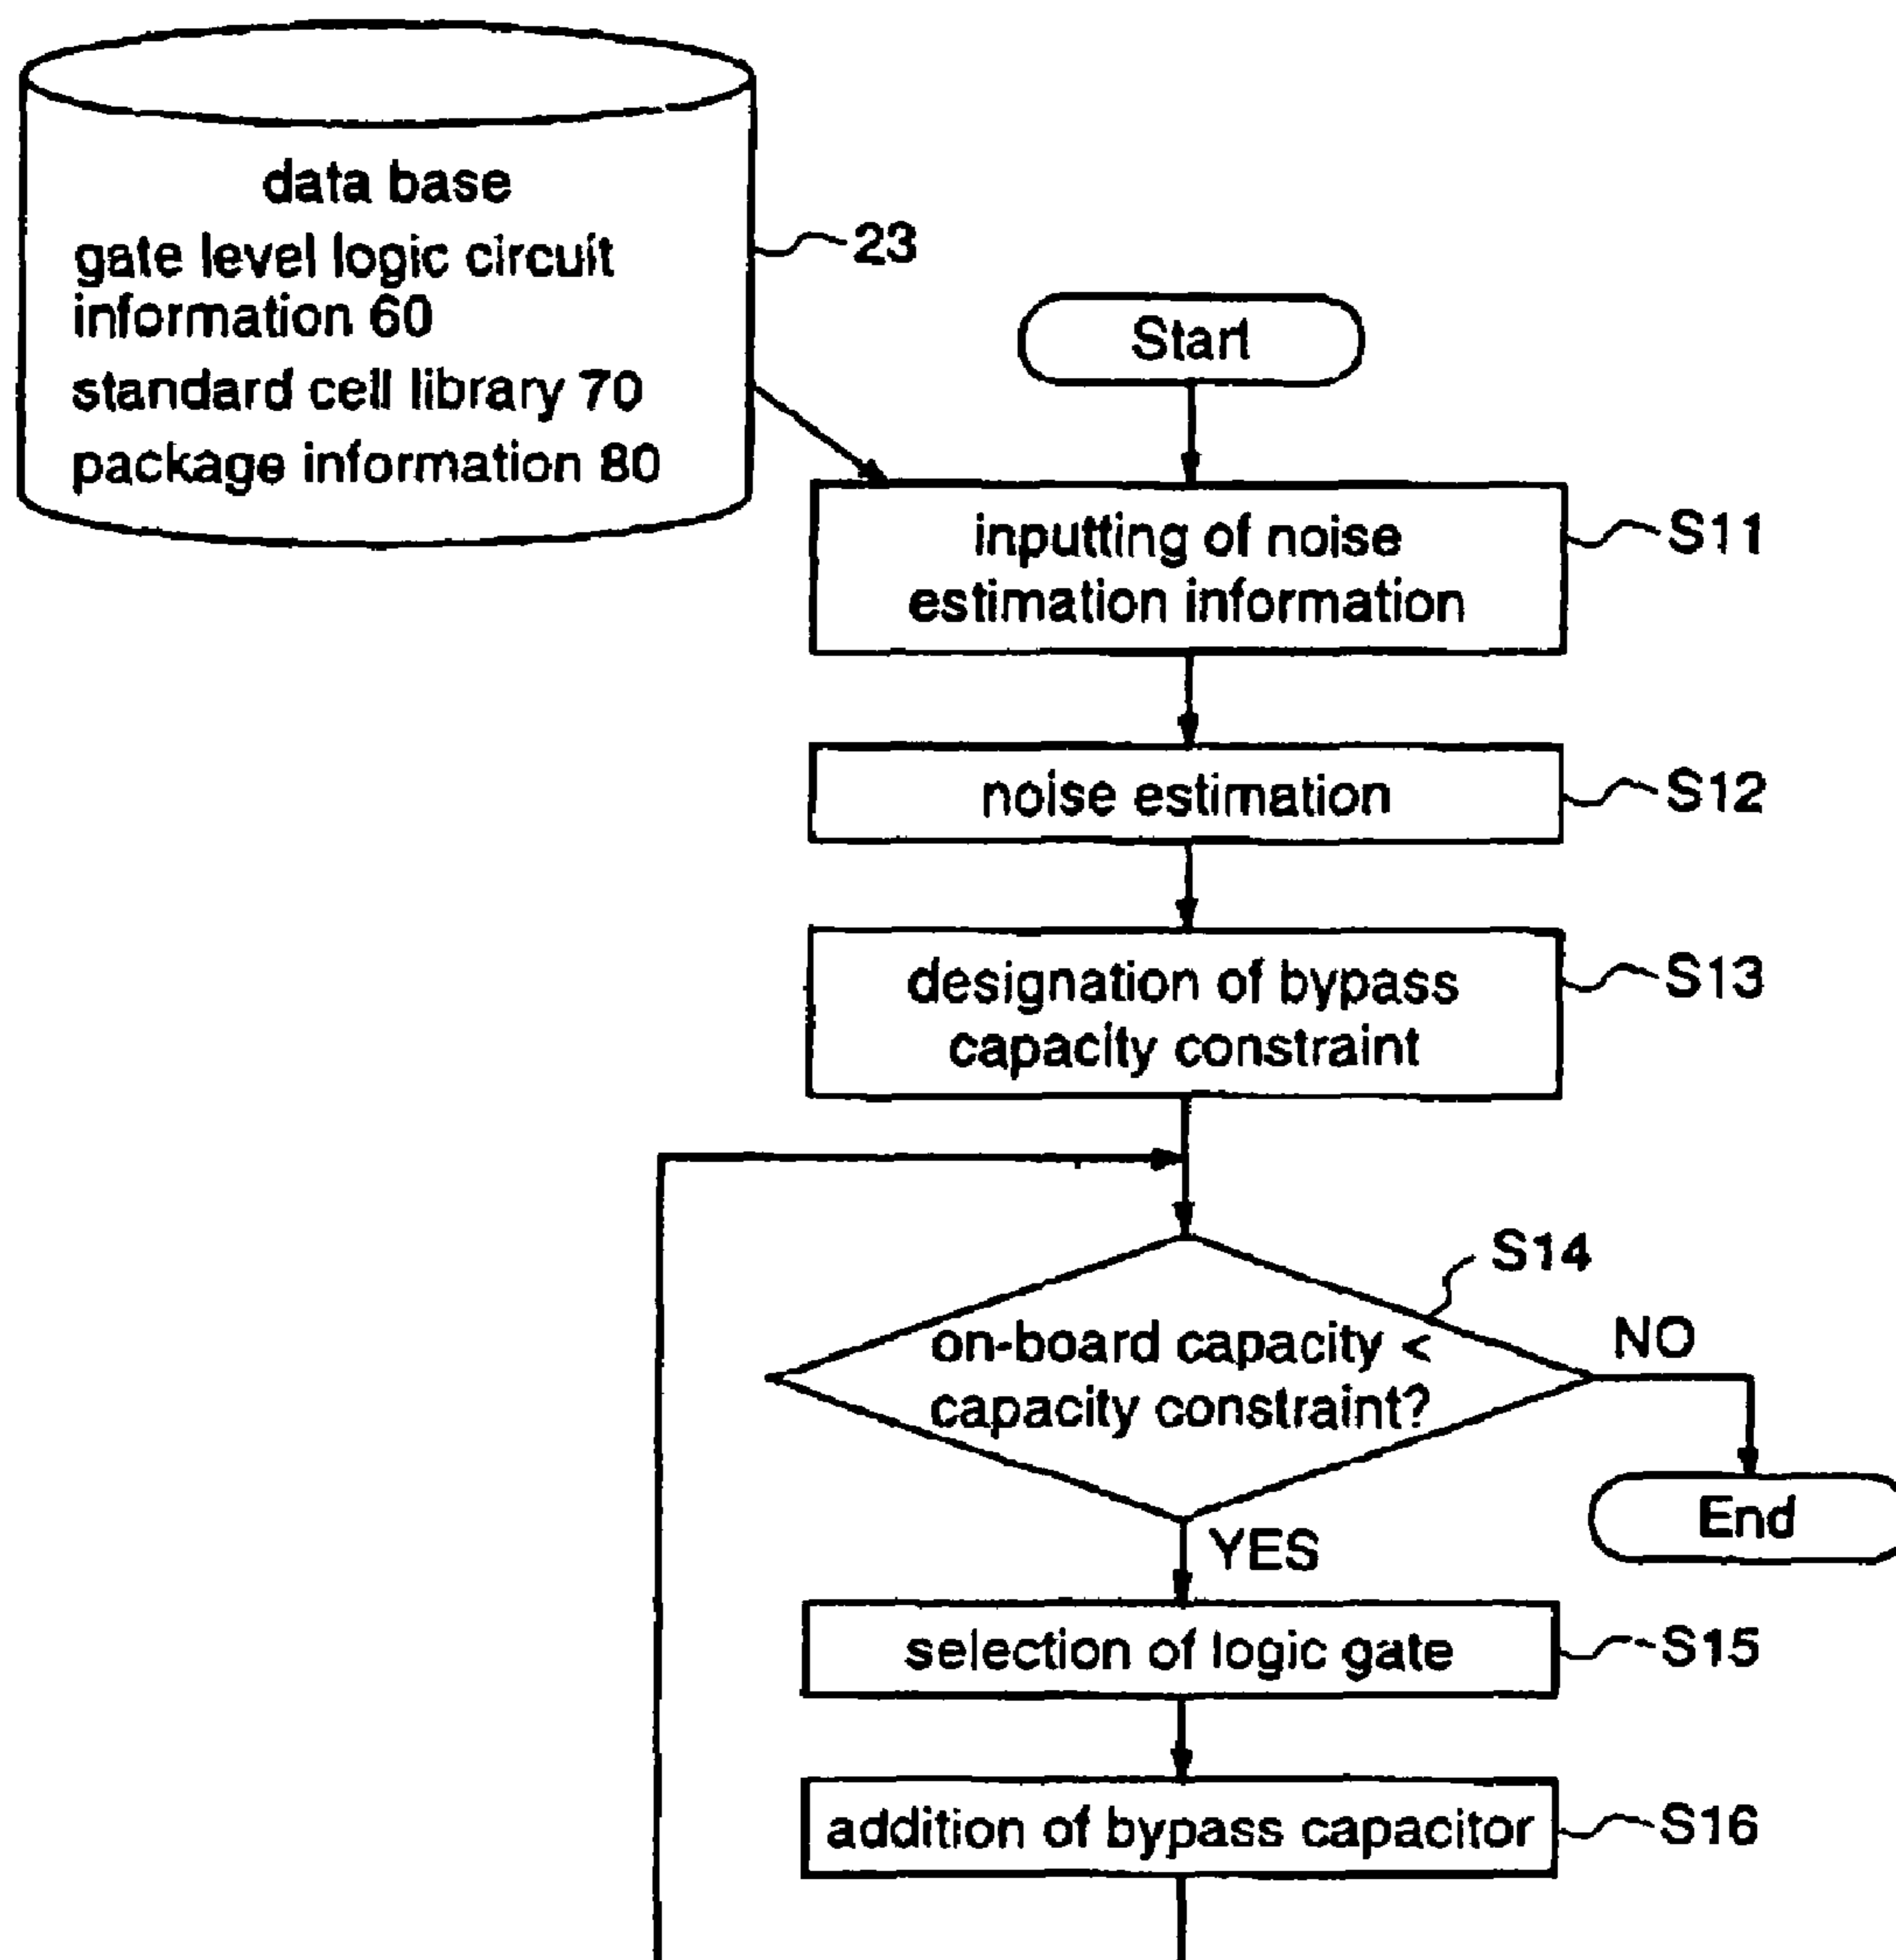 data base
gate level logic circuit
information 60
standard cell library 70
package information 80
23
Start
inputting of noise
estimation information
S11
noise estimation
S12
designation of bypass
capacity constraint
S13
S14
on-board capacity <
capacity constraint?
NO
End
YES
selection of logic gate
S15
addition of bypass capacitor
S16